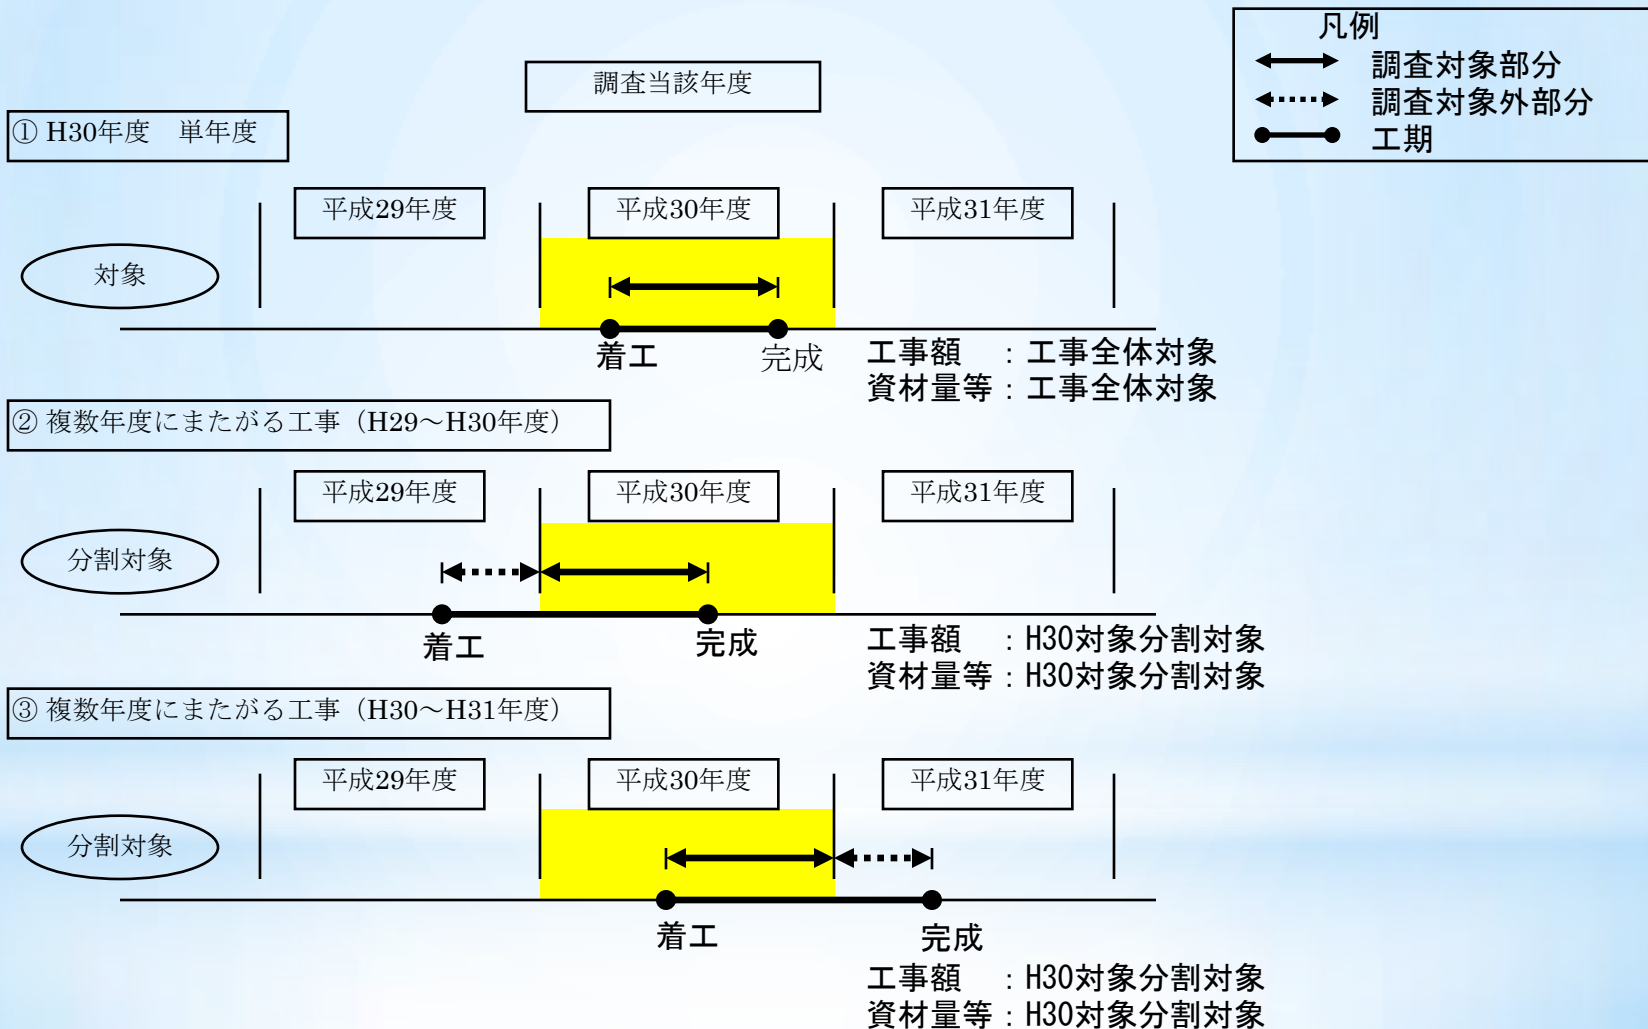 凡例
調査対象部分
調査対象外部分
工期
調査当該年度
① H30年度　単年度
平成29年度
平成30年度
平成31年度
対象
着工
完成
工事額　：工事全体対象
資材量等：工事全体対象
② 複数年度にまたがる工事（H29～H30年度）
平成29年度
平成30年度
平成31年度
分割対象
着工
完成
工事額　：H30対象分割対象
資材量等：H30対象分割対象
③ 複数年度にまたがる工事（H30～H31年度）
平成29年度
平成30年度
平成31年度
分割対象
着工
完成
工事額　：H30対象分割対象
資材量等：H30対象分割対象